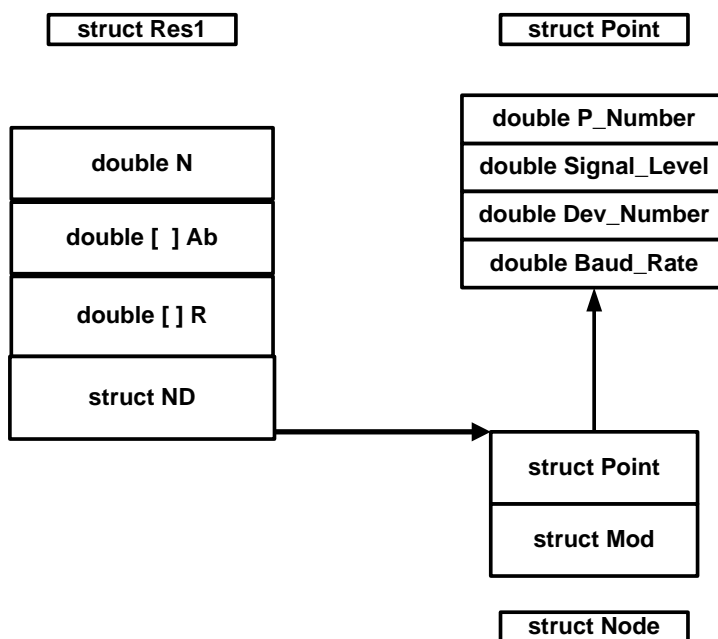 struct Res1
struct Point
double N
double [ ] Ab
double [ ] R
struct ND
double P_Number
double Signal_Level
double Dev_Number
double Baud_Rate
struct Point
struct Mod
struct Node